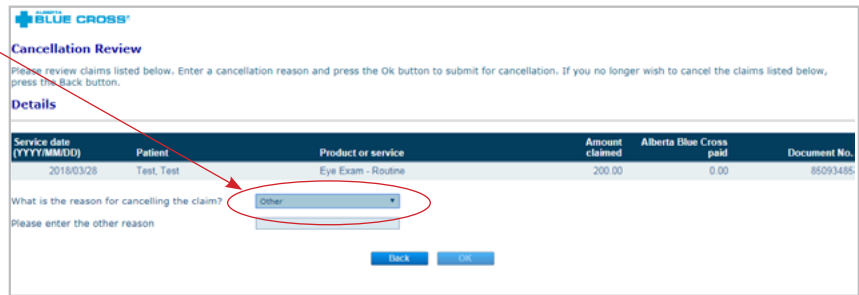 ALBERTA
BLUE CROSS®
Cancellation Review
Please review claims listed below. Enter a cancellation reason and press the Ok button to submit for cancellation. If you no longer wish to cancel the claims listed below,
press the Back button.
Details
Service date (YYYY/MM/DD) Patient Product or service Amount claimed Alberta Blue Cross paid Document No.
2018/03/28 Test, Test Eye Exam - Routine 200.00 0.00 85093485
What is the reason for cancelling the claim? Other
Please enter the other reason
Back OK